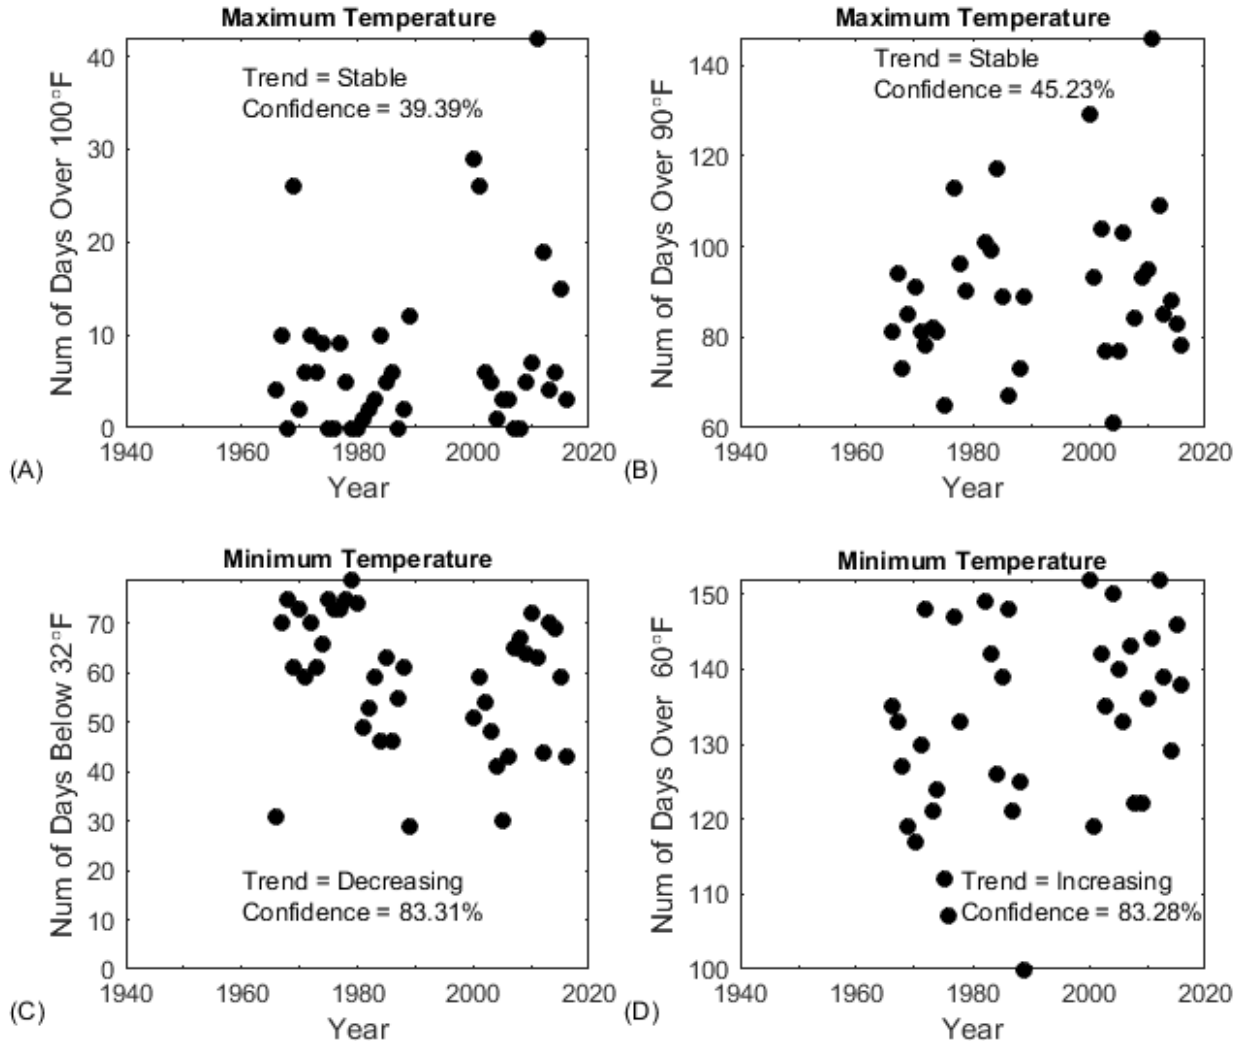 Maximum Temperature
Num of Days Over 100°F
40
30
20
10
0
Trend = Stable
Confidence = 39.39%
1940 1960 1980 2000 2020
Year
(A)
Maximum Temperature
Num of Days Over 90°F
140
120
100
80
60
Trend = Stable
Confidence = 45.23%
1940 1960 1980 2000 2020
Year
(B)
Minimum Temperature
Num of Days Below 32°F
70
60
50
40
30
20
10
0
Trend = Decreasing
Confidence = 83.31%
1940 1960 1980 2000 2020
Year
(C)
Minimum Temperature
Num of Days Over 60°F
150
140
130
120
110
100
Trend = Increasing
Confidence = 83.28%
1940 1960 1980 2000 2020
Year
(D)